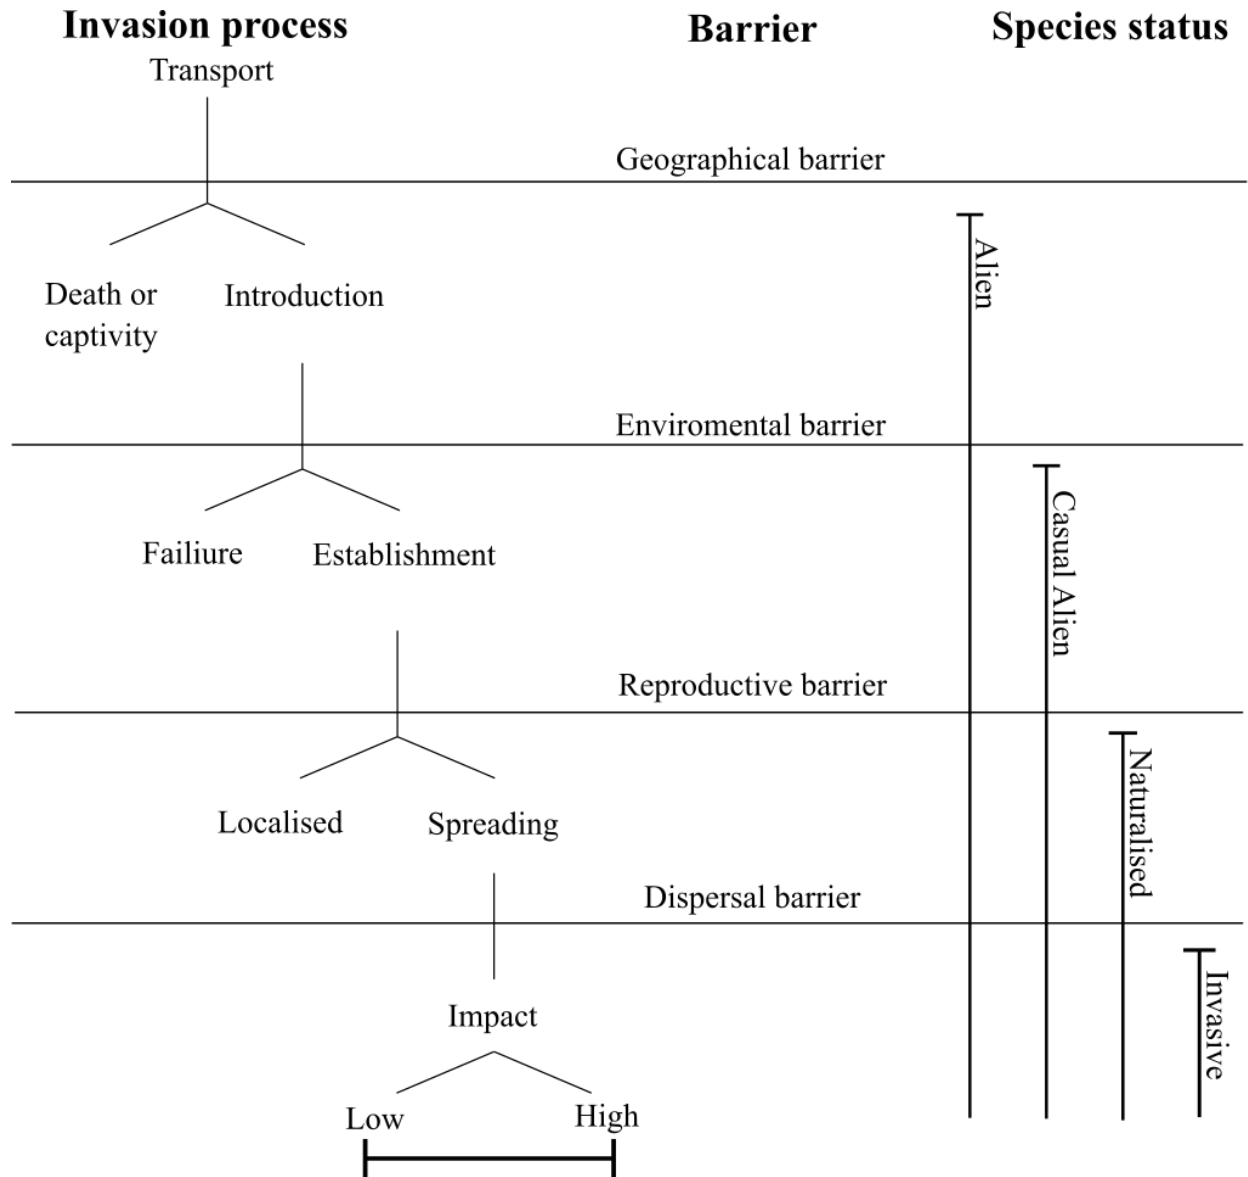 Invasion process
Barrier
Species status
Transport
Geographical barrier
Alien
Death or
captivity
Introduction
Enviromental barrier
Casual Alien
Failiure
Establishment
Reproductive barrier
Naturalised
Localised
Spreading
Dispersal barrier
Invasive
Impact
Low
High